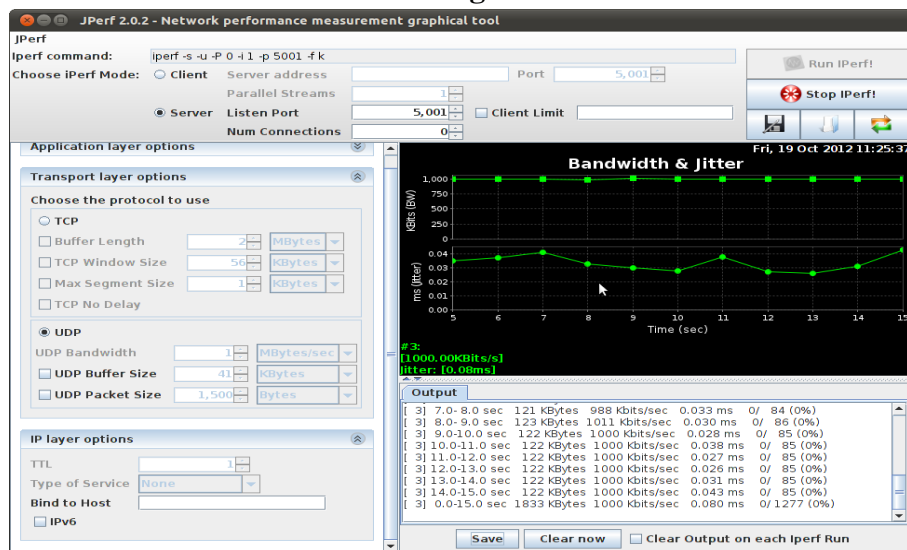 JPerf 2.0.2 - Network performance measurement graphical tool
JPerf
Iperf command: iperf -s -u -P 0 -i 1 -p 5001 -f k
Choose iPerf Mode: Client Server address Port 5,001
Parallel Streams 1
Server Listen Port 5,001 Client Limit
Num Connections 0
Run IPerf!
Stop IPerf!
Application layer options
Transport layer options
Choose the protocol to use
TCP
Buffer Length 2 MBytes
TCP Window Size 56 KBytes
Max Segment Size 1 KBytes
TCP No Delay
UDP
UDP Bandwidth 1 MBytes/sec
UDP Buffer Size 41 KBytes
UDP Packet Size 1,500 Bytes
IP layer options
TTL 1
Type of Service None
Bind to Host
IPv6
Fri, 19 Oct 2012 11:25:37
Bandwidth & Jitter
KBits (BW)
1,000
750
500
250
0
ms (Jitter)
0.04
0.03
0.02
0.01
0.00
5 6 7 8 9 10 11 12 13 14 15
Time (sec)
#3:
[1000.00KBits/s]
Jitter: [0.08ms]
Output
[ 3] 7.0- 8.0 sec 121 KBytes 988 Kbits/sec 0.033 ms 0/ 84 (0%)
[ 3] 8.0- 9.0 sec 123 KBytes 1011 Kbits/sec 0.030 ms 0/ 86 (0%)
[ 3] 9.0-10.0 sec 122 KBytes 1000 Kbits/sec 0.028 ms 0/ 85 (0%)
[ 3] 10.0-11.0 sec 122 KBytes 1000 Kbits/sec 0.038 ms 0/ 85 (0%)
[ 3] 11.0-12.0 sec 122 KBytes 1000 Kbits/sec 0.027 ms 0/ 85 (0%)
[ 3] 12.0-13.0 sec 122 KBytes 1000 Kbits/sec 0.026 ms 0/ 85 (0%)
[ 3] 13.0-14.0 sec 122 KBytes 1000 Kbits/sec 0.031 ms 0/ 85 (0%)
[ 3] 14.0-15.0 sec 122 KBytes 1000 Kbits/sec 0.043 ms 0/ 85 (0%)
[ 3] 0.0-15.0 sec 1833 KBytes 1000 Kbits/sec 0.080 ms 0/ 1277 (0%)
Save Clear now Clear Output on each Iperf Run